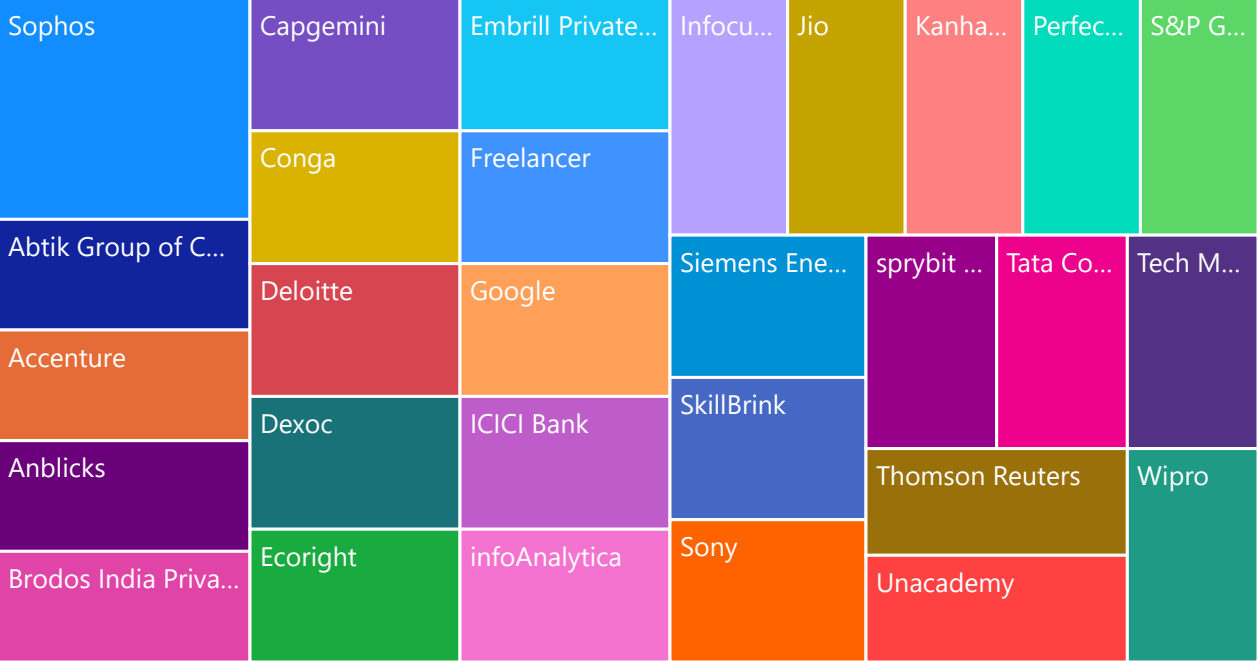 Sophos
Abtik Group of C...
Accenture
Anblicks
Brodos India Priva...
Capgemini
Conga
Deloitte
Dexoc
Ecoright
Embrill Private...
Freelancer
Google
ICICI Bank
infoAnalytica
Infocu...
Jio
Kanha...
Perfec...
S&P G...
Siemens Ene...
SkillBrink
Sony
sprybit ...
Tata Co...
Tech M...
Thomson Reuters
Unacademy
Wipro